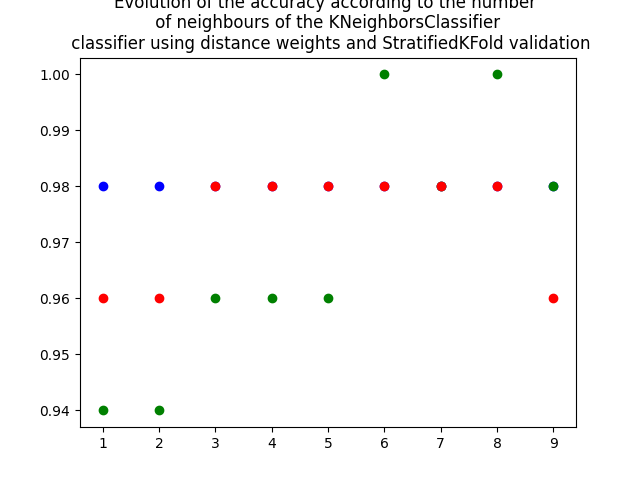 Evolution of the accuracy according to the number
of neighbours of the KNeighborsClassifier
classifier using distance weights and StratifiedKFold validation
1.00
0.99
0.98
0.97
0.96
0.95
0.94
1 2 3 4 5 6 7 8 9